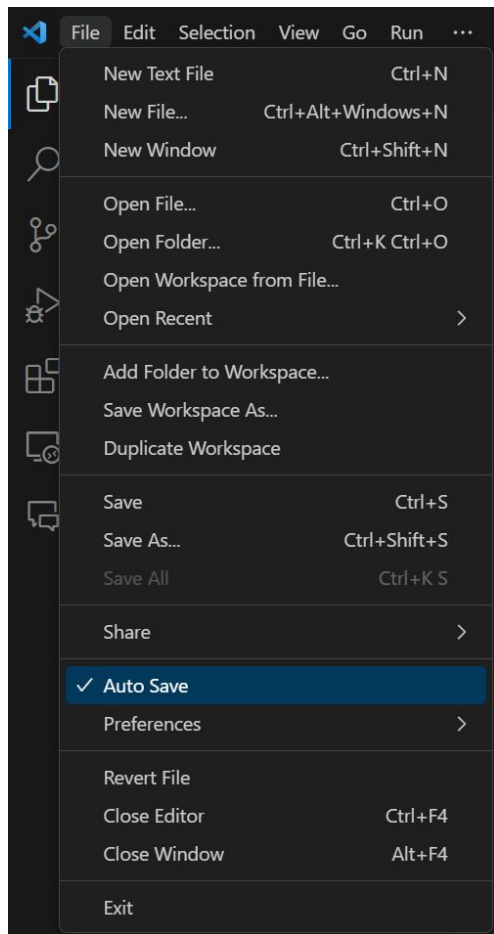 File Edit Selection View Go Run ...
New Text File Ctrl+N
New File... Ctrl+Alt+Windows+N
New Window Ctrl+Shift+N
Open File... Ctrl+O
Open Folder... Ctrl+K Ctrl+O
Open Workspace from File...
Open Recent
Add Folder to Workspace...
Save Workspace As...
Duplicate Workspace
Save Ctrl+S
Save As... Ctrl+Shift+S
Save All Ctrl+K S
Share
Auto Save
Preferences
Revert File
Close Editor Ctrl+F4
Close Window Alt+F4
Exit